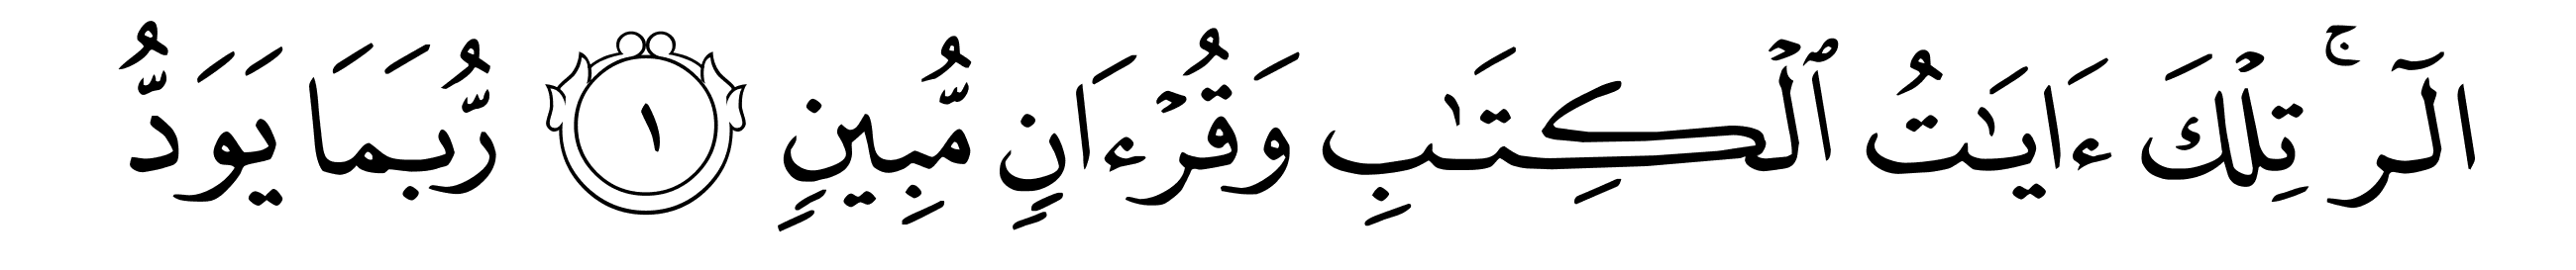 الٓرۚ تِلۡكَ ءَايَٰتُ ٱلۡكِتَٰبِ وَقُرۡءَانٖ مُّبِينٖ ١ رُّبَمَا يَوَدُّ